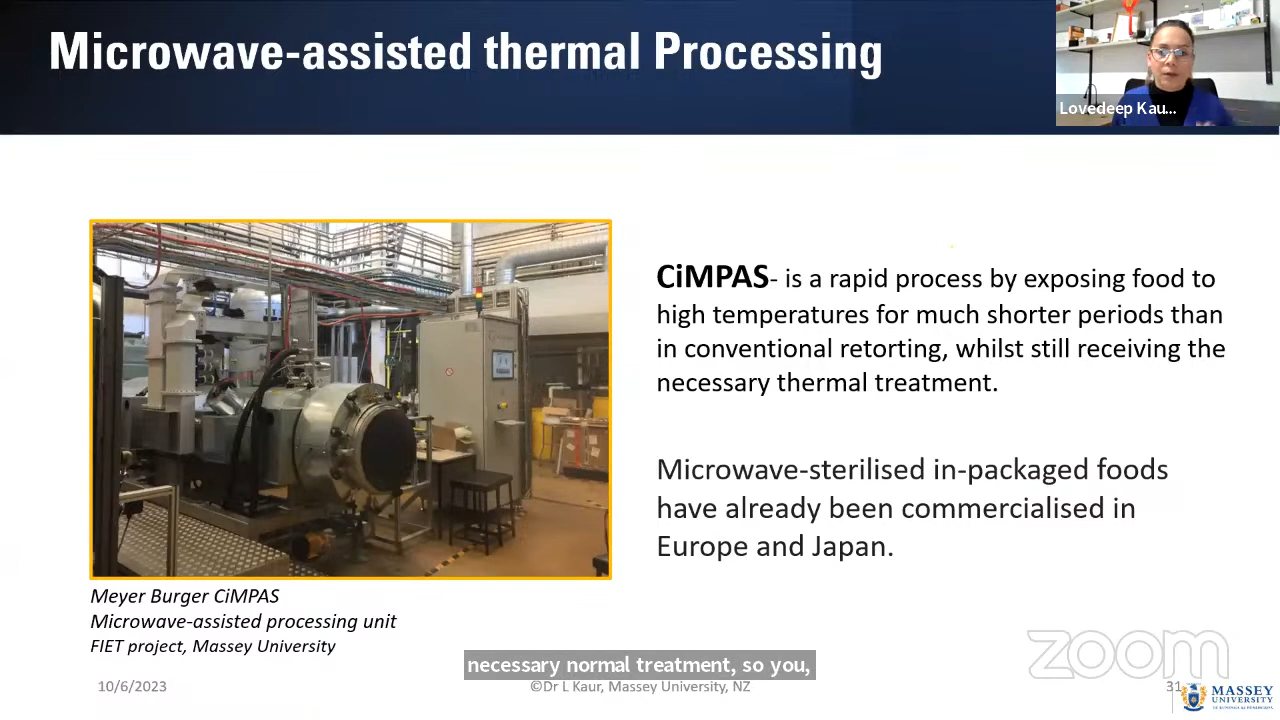 Microwave-assisted thermal Processing
Lovedeep Kau...
CiMPAS- is a rapid process by exposing food to
high temperatures for much shorter periods than
in conventional retorting, whilst still receiving the
necessary thermal treatment.
Microwave-sterilised in-packaged foods
have already been commercialised in
Europe and Japan.
Meyer Burger CiMPAS
Microwave-assisted processing unit
FIET project, Massey University
necessary normal treatment, so you,
zoom
10/6/2023
©Dr L Kaur, Massey University, NZ
31
MASSEY
UNIVERSITY